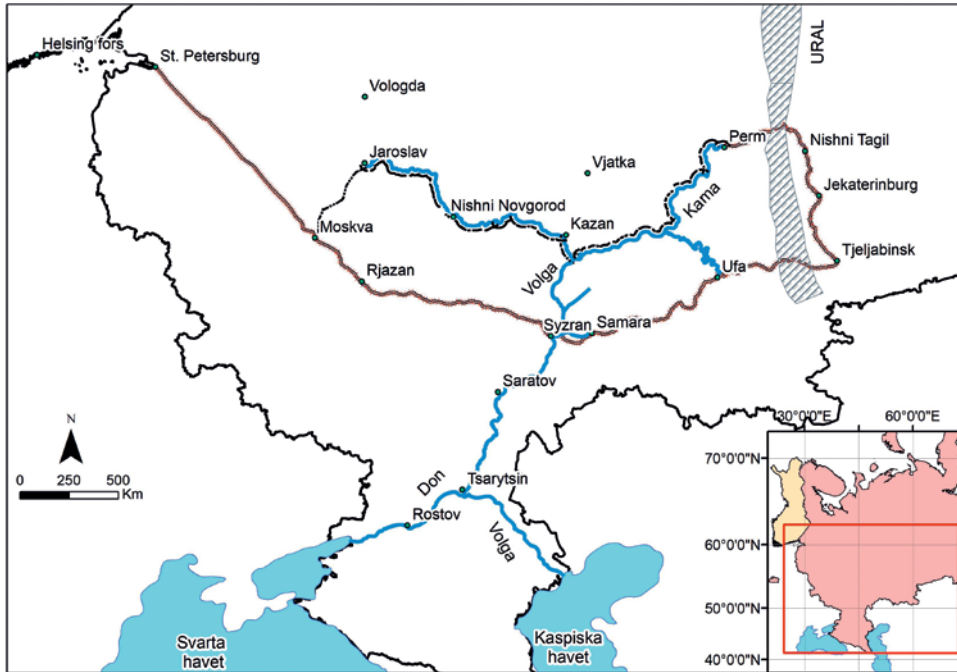 Helsing fors
St. Petersburg
URAL
Vologda
Perm
Nishni Tagil
Jaroslav
Vjatka
Kama
Jekaterinburg
Nishni Novgorod
Kazan
Moskva
Volga
Tjeljabinsk
Rjazan
Ufa
Syzran
Samara
Saratov
N
0 250 500
Km
Don
Tsarytsin
Rostov
Volga
Svarta
havet
Kaspiska
havet
30°0'0"E 60°0'0"E
70°0'0"N
60°0'0"N
50°0'0"N
40°0'0"N